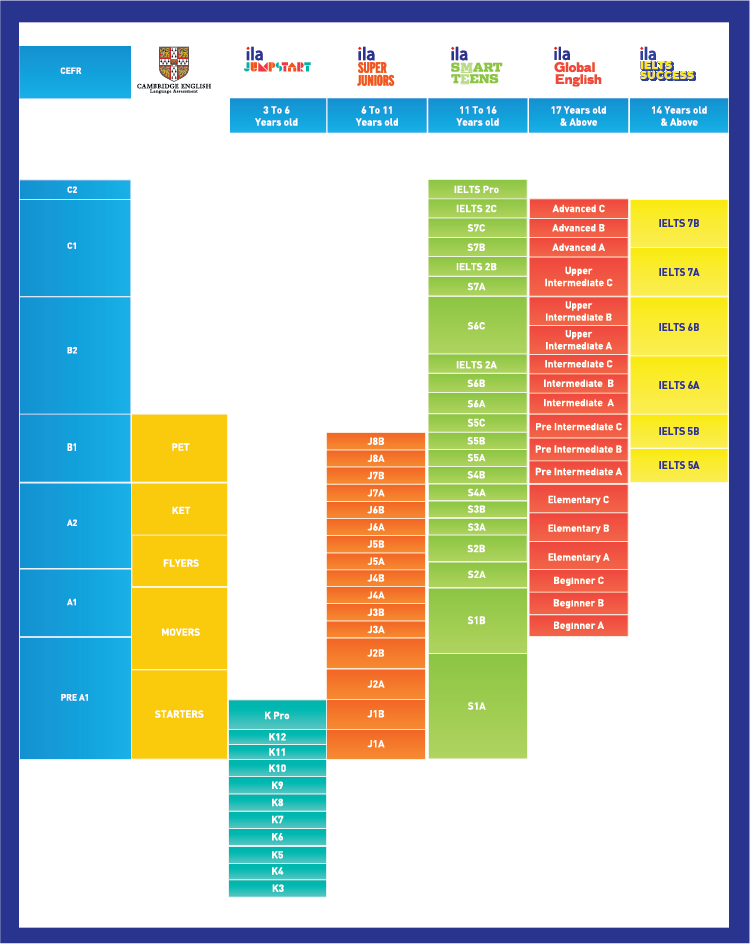 CEFR
CAMBRIDGE ENGLISH
Language Assessment
ila
JUMPSTART
ila
SUPER
JUNIORS
ila
SMART
TEENS
ila
Global
English
ila
IELTS
SUCCESS
3 To 6
Years old
6 To 11
Years old
11 To 16
Years old
17 Years old
& Above
14 Years old
& Above
C2
C1
B2
B1
A2
A1
PRE A1
PET
KET
FLYERS
MOVERS
STARTERS
K Pro
K12
K11
K10
K9
K8
K7
K6
K5
K4
K3
J8B
J8A
J7B
J7A
J6B
J6A
J5B
J5A
J4B
J4A
J3B
J3A
J2B
J2A
J1B
J1A
IELTS Pro
IELTS 2C
S7C
S7B
IELTS 2B
S7A
S6C
IELTS 2A
S6B
S6A
S5C
S5B
S5A
S4B
S4A
S3B
S3A
S2B
S2A
S1B
S1A
Advanced C
Advanced B
Advanced A
Upper
Intermediate C
Upper
Intermediate B
Upper
Intermediate A
Intermediate C
Intermediate B
Intermediate A
Pre Intermediate C
Pre Intermediate B
Pre Intermediate A
Elementary C
Elementary B
Elementary A
Beginner C
Beginner B
Beginner A
IELTS 7B
IELTS 7A
IELTS 6B
IELTS 6A
IELTS 5B
IELTS 5A